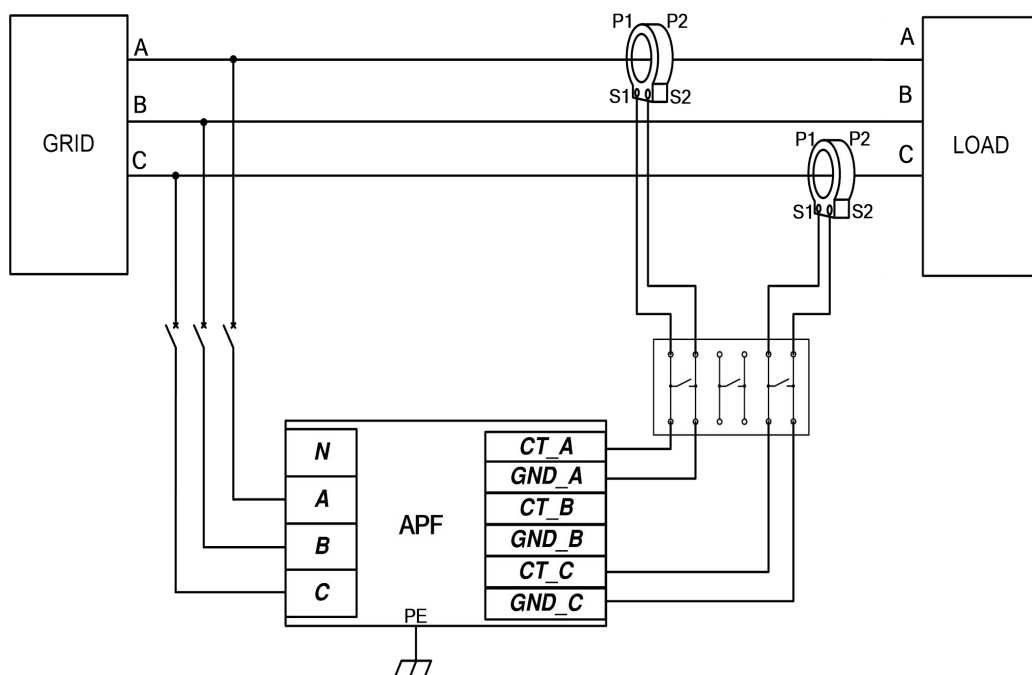 P1 P2
A
A
S1 S2
B
B
GRID
LOAD
P1 P2
C
C
S1 S2
N
CT_A
GND_A
A
CT_B
APF
B
GND_B
CT_C
C
GND_C
PE